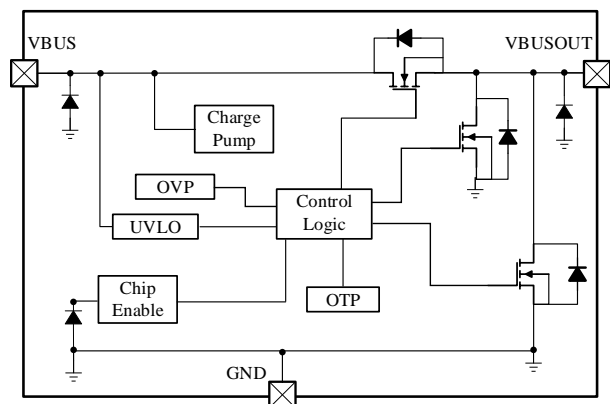 VBUS
VBUSOUT
Charge
Pump
OVP
Control
Logic
UVLO
Chip
Enable
OTP
GND